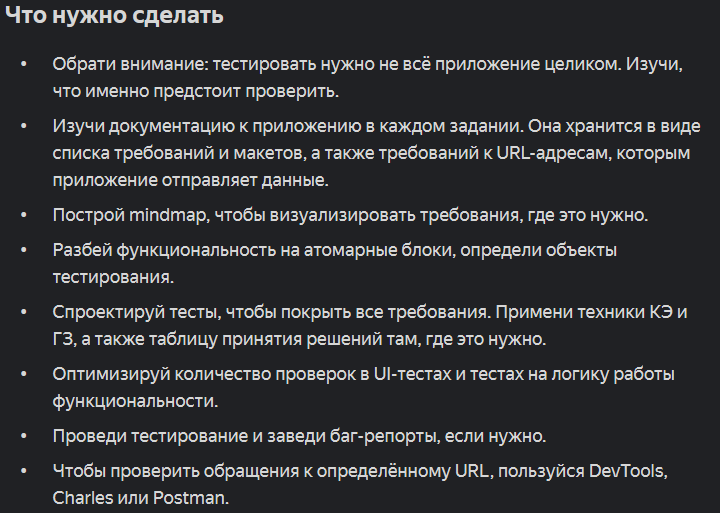 Что нужно сделать
• Обрати внимание: тестировать нужно не всё приложение целиком. Изучи,
что именно предстоит проверить.
• Изучи документацию к приложению в каждом задании. Она хранится в виде
списка требований и макетов, а также требований к URL-адресам, которым
приложение отправляет данные.
• Построй mindmap, чтобы визуализировать требования, где это нужно.
• Разбей функциональность на атомарные блоки, определи объекты
тестирования.
• Спроектируй тесты, чтобы покрыть все требования. Примени техники КЭ и
ГЗ, а также таблицу принятия решений там, где это нужно.
• Оптимизируй количество проверок в UI-тестах и тестах на логику работы
функциональности.
• Проведи тестирование и заведи баг-репорты, если нужно.
• Чтобы проверить обращения к определённому URL, пользуйся DevTools,
Charles или Postman.